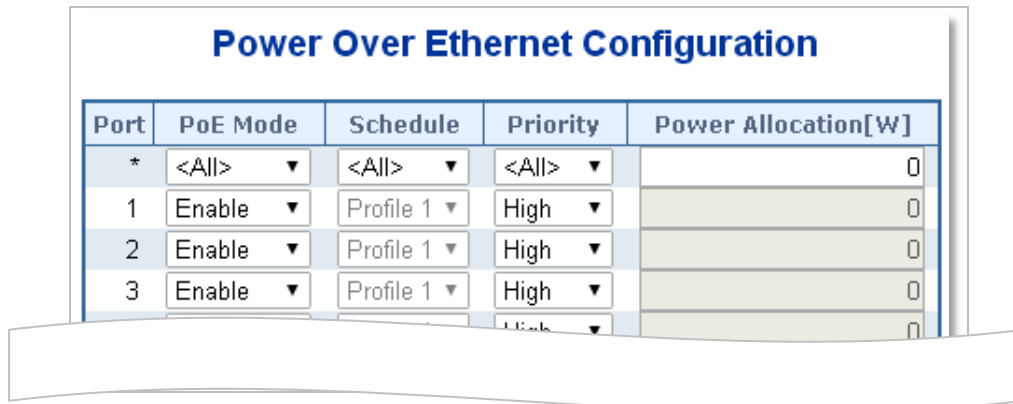 Power Over Ethernet Configuration
Port PoE Mode Schedule Priority Power Allocation[W]
* <All> <All> <All> 0
1 Enable Profile 1 High 0
2 Enable Profile 1 High 0
3 Enable Profile 1 High 0
High 0